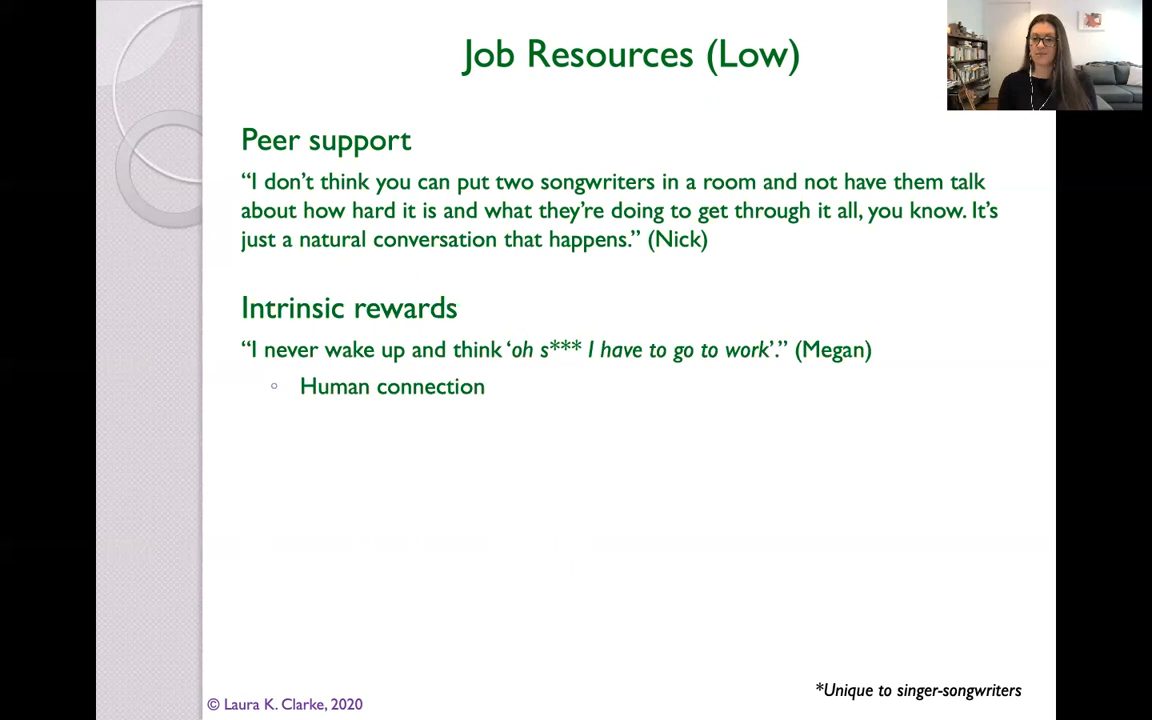 Job Resources (Low)
Peer support
“I don’t think you can put two songwriters in a room and not have them talk
about how hard it is and what they’re doing to get through it all, you know. It’s
just a natural conversation that happens.” (Nick)
Intrinsic rewards
“I never wake up and think ‘oh s*** I have to go to work’.” (Megan)
◦ Human connection
*Unique to singer-songwriters
© Laura K. Clarke, 2020